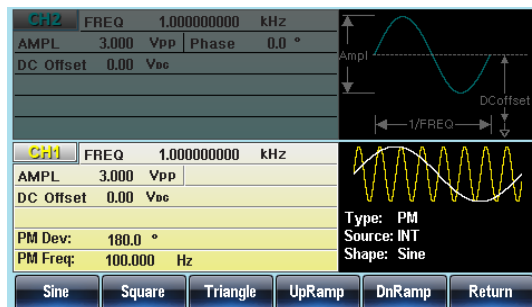 CH2 FREQ 1.000000000 kHz
AMPL 3.000 VPP Phase 0.0 °
DC Offset 0.00 VDC
Ampl
DCoffset
1/FREQ
CH1 FREQ 1.000000000 kHz
AMPL 3.000 VPP
DC Offset 0.00 VDC
PM Dev: 180.0 °
PM Freq: 100.000 Hz
Type: PM
Source: INT
Shape: Sine
Sine Square Triangle UpRamp DnRamp Return